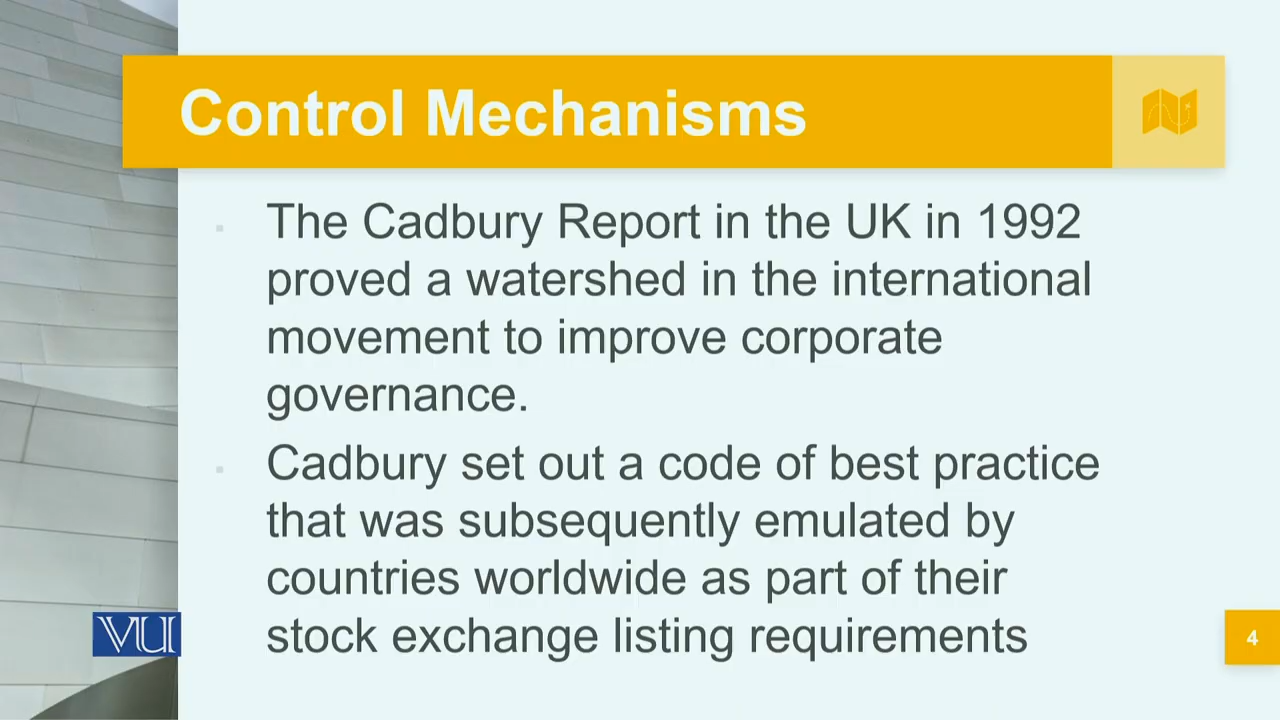 Control Mechanisms
The Cadbury Report in the UK in 1992
proved a watershed in the international
movement to improve corporate
governance.
Cadbury set out a code of best practice
that was subsequently emulated by
countries worldwide as part of their
stock exchange listing requirements
VU
4